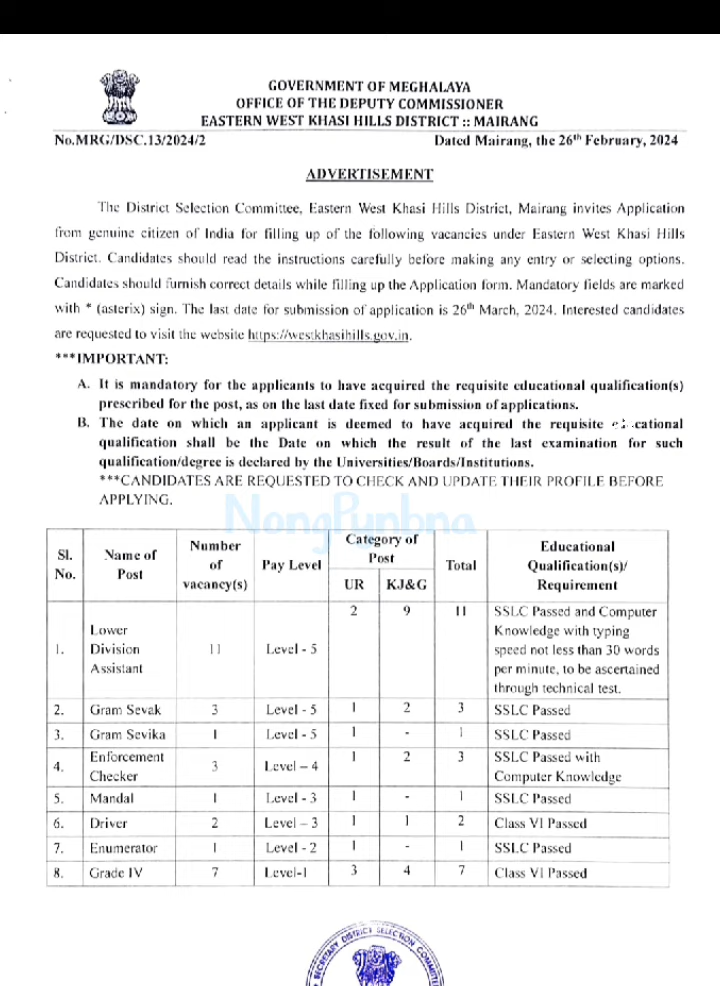 GOVERNMENT OF MEGHALAYA
OFFICE OF THE DEPUTY COMMISSIONER
EASTERN WEST KHASI HILLS DISTRICT :: MAIRANG
No.MRG/DSC.13/2024/2 Dated Mairang, the 26th February, 2024
ADVERTISEMENT
The District Selection Committee, Eastern West Khasi Hills District, Mairang invites Application
from genuine citizen of India for filling up of the following vacancies under Eastern West Khasi Hills
District. Candidates should read the instructions carefully before making any entry or selecting options.
Candidates should furnish correct details while filling up the Application form. Mandatory fields are marked
with * (asterix) sign. The last date for submission of application is 26th March, 2024. Interested candidates
are requested to visit the website https://westkhasihills.gov.in.
***IMPORTANT:
A. It is mandatory for the applicants to have acquired the requisite educational qualification(s)
prescribed for the post, as on the last date fixed for submission of applications.
B. The date on which an applicant is deemed to have acquired the requisite
qualification shall be the Date on which the result of the last examination for such
qualification/degree is declared by the Universities/Boards/Institutions.
***CANDIDATES ARE REQUESTED TO CHECK AND UPDATE THEIR PROFILE BEFORE
APPLYING.
NongPynbna
Sl. No. Name of Post Number of vacancy(s) Pay Level Category of Post UR KJ&G Total Educational Qualification(s)/ Requirement
1. Lower Division Assistant 11 Level - 5 2 9 11 SSLC Passed and Computer
Knowledge with typing
speed not less than 30 words
per minute, to be ascertained
through technical test.
2. Gram Sevak 3 Level - 5 1 2 3 SSLC Passed
3. Gram Sevika 1 Level - 5 1 - 1 SSLC Passed
4. Enforcement Checker 3 Level – 4 1 2 3 SSLC Passed with
Computer Knowledge
5. Mandal 1 Level - 3 1 - 1 SSLC Passed
6. Driver 2 Level – 3 1 1 2 Class VI Passed
7. Enumerator 1 Level - 2 1 - 1 SSLC Passed
8. Grade IV 7 Level-1 3 4 7 Class VI Passed
SECRETARY DISTRICT SELECTION COMMITTEE